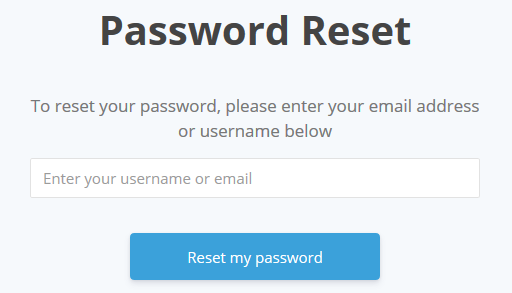 Password Reset
To reset your password, please enter your email address
or username below
Enter your username or email
Reset my password